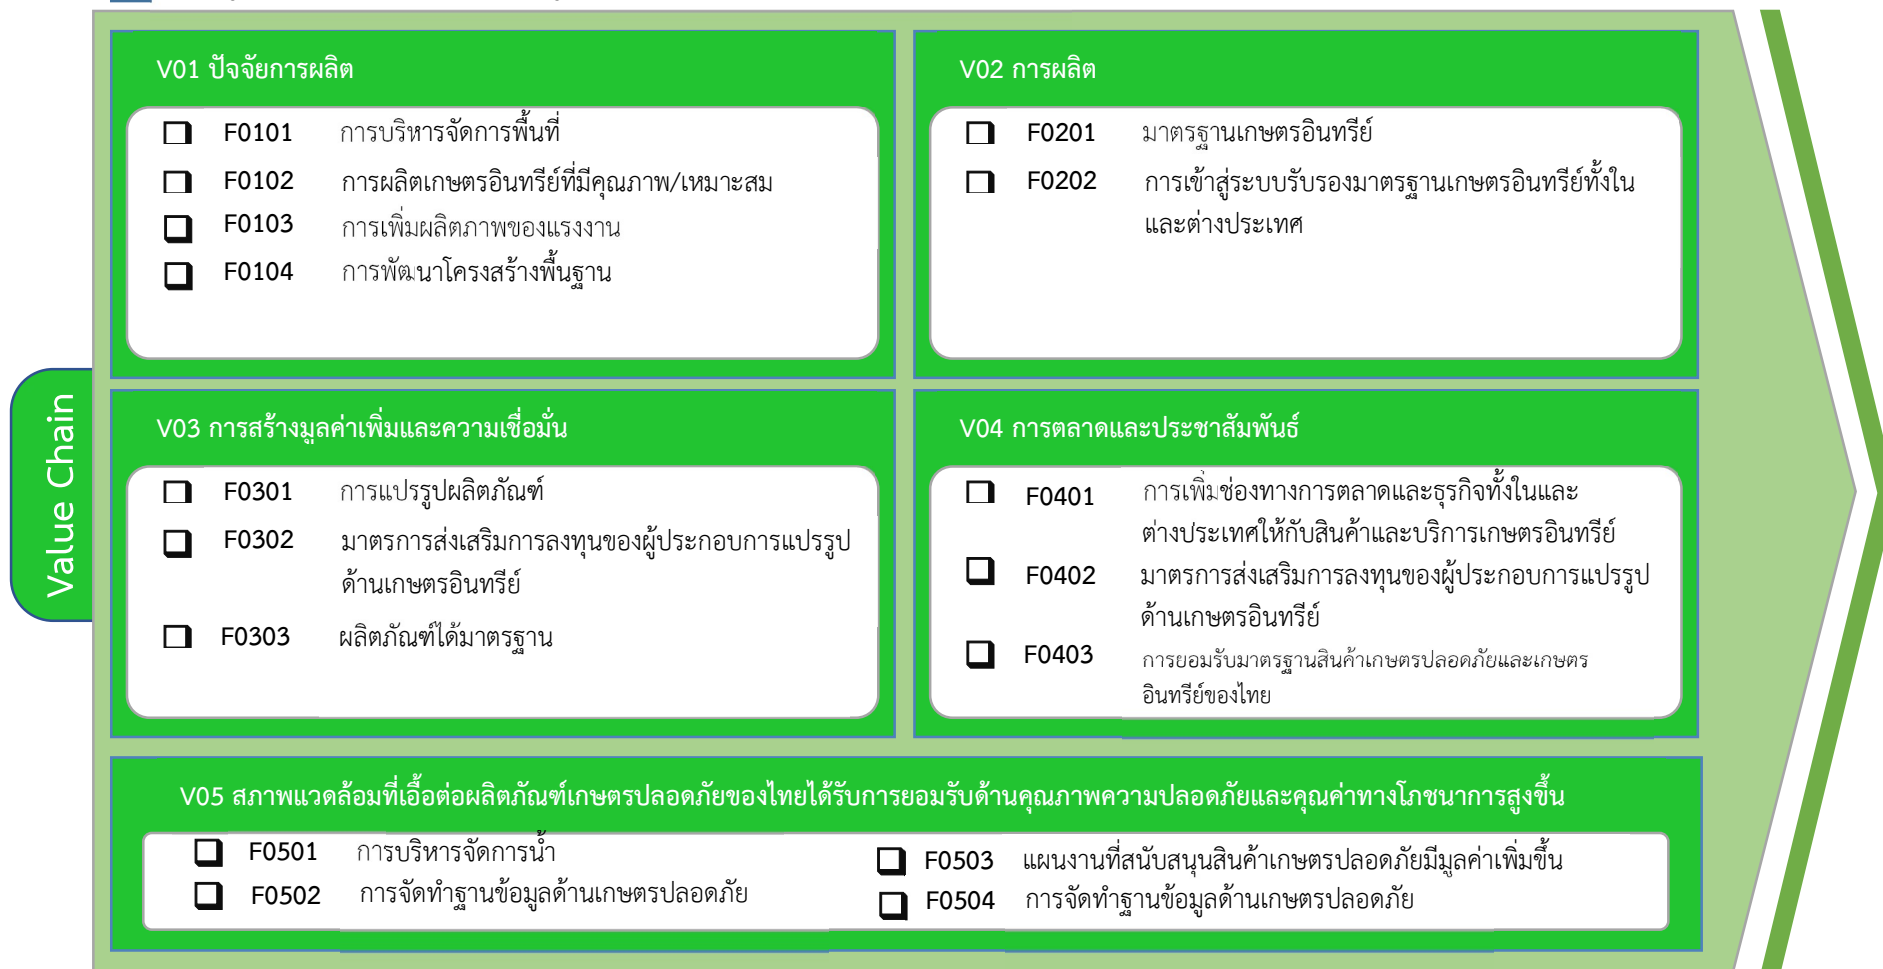 Value Chain
V01 ปัจจัยการผลิต
F0101 การบริหารจัดการพื้นที่
F0102 การผลิตเกษตรอินทรีย์ที่มีคุณภาพ/เหมาะสม
F0103 การเพิ่มผลิตภาพของแรงงาน
F0104 การพัฒนาโครงสร้างพื้นฐาน
V02 การผลิต
F0201 มาตรฐานเกษตรอินทรีย์
F0202 การเข้าสู่ระบบรับรองมาตรฐานเกษตรอินทรีย์ทั้งใน
และต่างประเทศ
V03 การสร้างมูลค่าเพิ่มและความเชื่อมั่น
F0301 การแปรรูปผลิตภัณฑ์
F0302 มาตรการส่งเสริมการลงทุนของผู้ประกอบการแปรรูป
ด้านเกษตรอินทรีย์
F0303 ผลิตภัณฑ์ได้มาตรฐาน
V04 การตลาดและประชาสัมพันธ์
F0401 การเพิ่มช่องทางการตลาดและธุรกิจทั้งในและ
ต่างประเทศให้กับสินค้าและบริการเกษตรอินทรีย์
F0402 มาตรการส่งเสริมการลงทุนของผู้ประกอบการแปรรูป
ด้านเกษตรอินทรีย์
F0403 การยอมรับมาตรฐานสินค้าเกษตรปลอดภัยและเกษตร
อินทรีย์ของไทย
V05 สภาพแวดล้อมที่เอื้อต่อผลิตภัณฑ์เกษตรปลอดภัยของไทยได้รับการยอมรับด้านคุณภาพความปลอดภัยและคุณค่าทางโภชนาการสูงขึ้น
F0501 การบริหารจัดการน้ำ
F0502 การจัดทำฐานข้อมูลด้านเกษตรปลอดภัย
F0503 แผนงานที่สนับสนุนสินค้าเกษตรปลอดภัยมีมูลค่าเพิ่มขึ้น
F0504 การจัดทำฐานข้อมูลด้านเกษตรปลอดภัย